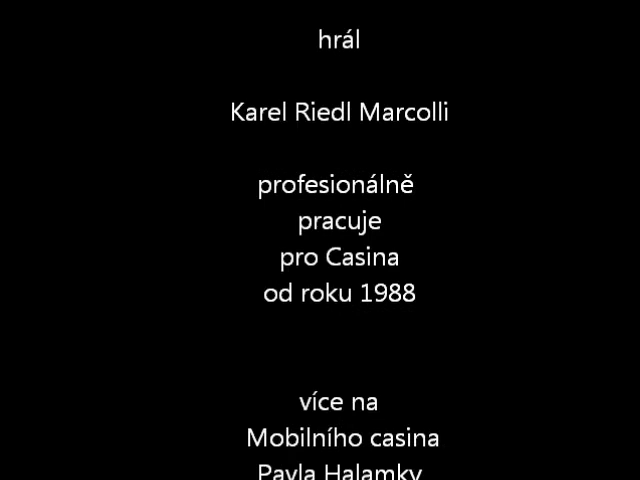 hrál
Karel Riedl Marcolli
profesionálně
pracuje
pro Casina
od roku 1988
více na
Mobilního casina
Pavla Halamky